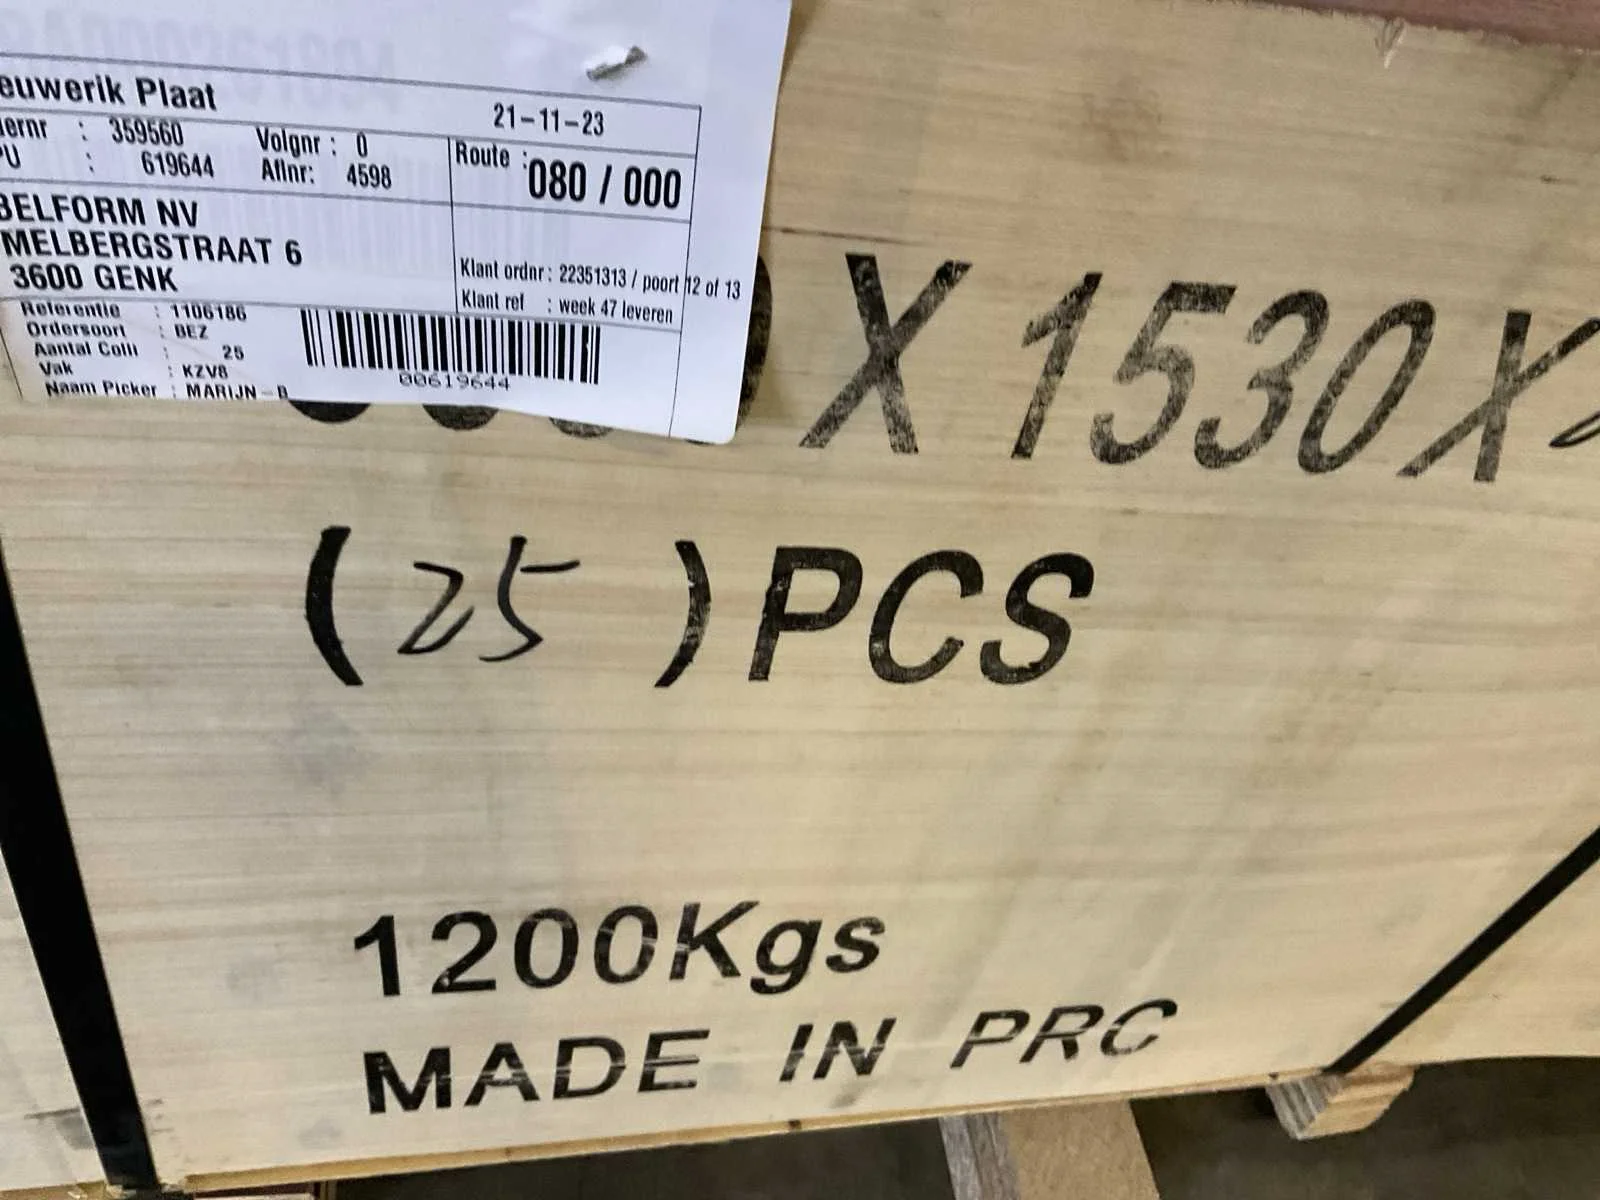 euwerik Plaat
21-11-23
ernr : 359560 Volgnr : 0
PU : 619644 Aflnr: 4598
Route : 080 / 000
BELFORM NV
MELBERGSTRAAT 6
3600 GENK
Klant ordnr : 22351313 / poort 12 of 13
Klant ref : week 47 leveren
Referentie : 1106186
Ordersoort : BEZ
Aantal Colli : 25
Vak : KZV8
Naam Picker : MARIJN - B
00619644
X 1530 X
(25) PCS
1200Kgs
MADE IN PRC